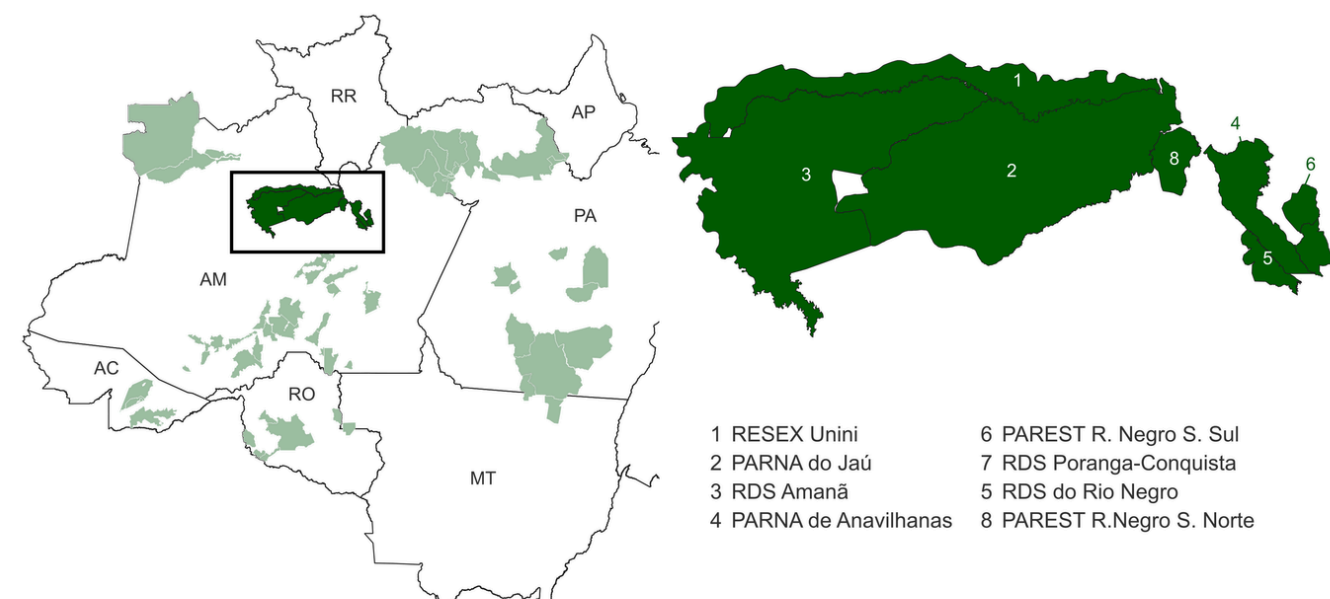 RR
AP
PA
AM
AC
RO
MT
1
4
6
8
3
2
5
1 RESEX Unini
2 PARNA do Jaú
3 RDS Amanã
4 PARNA de Anavilhanas
6 PAREST R. Negro S. Sul
7 RDS Poranga-Conquista
5 RDS do Rio Negro
8 PAREST R.Negro S. Norte